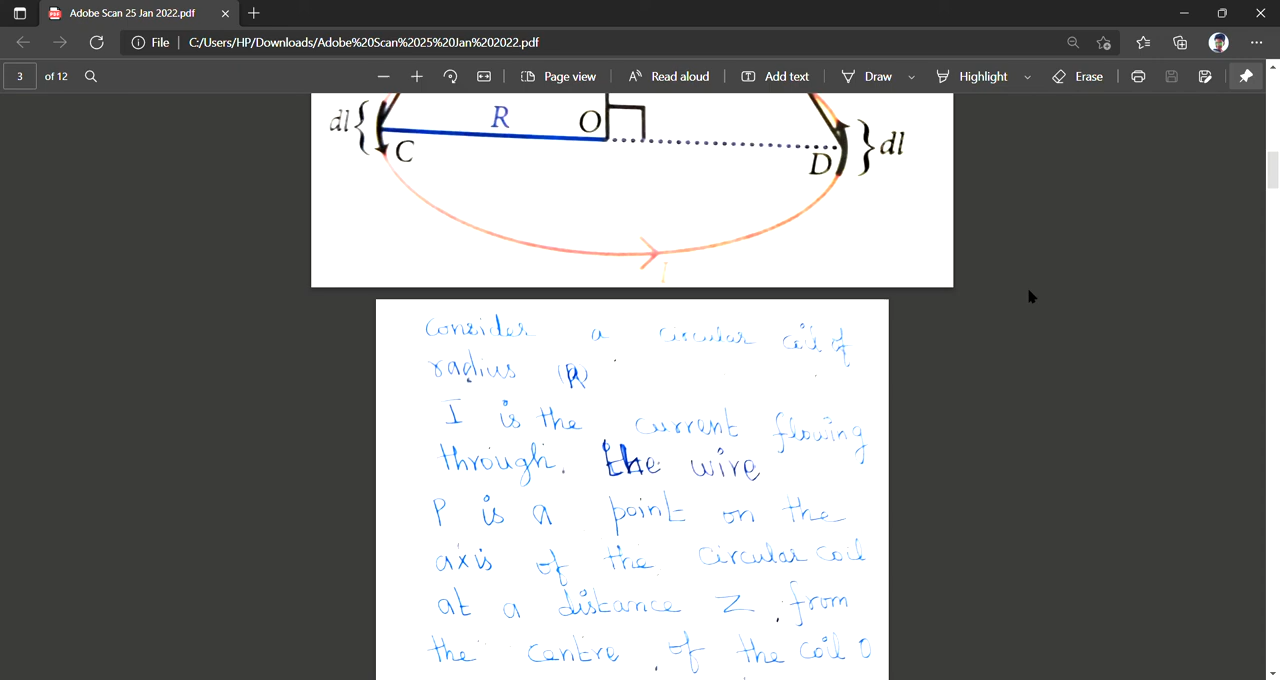 Adobe Scan 25 Jan 2022.pdf
File C:/Users/HP/Downloads/Adobe%20Scan%2025%20Jan%202022.pdf
3 of 12 Page view Read aloud Add text Draw Highlight Erase
dl{ R O }dl
C D
i
Consider a circular coil of
radius (R)
I is the current flowing
through. the wire
P is a point on the
axis of the circular coil
at a distance Z from
the centre of the coil O